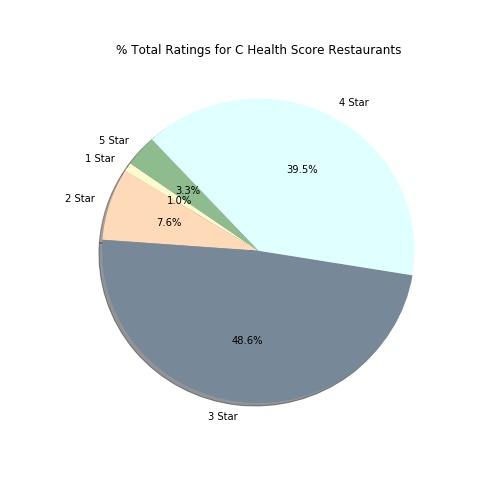 % Total Ratings for C Health Score Restaurants
4 Star
39.5%
5 Star
3.3%
1 Star
1.0%
2 Star
7.6%
48.6%
3 Star